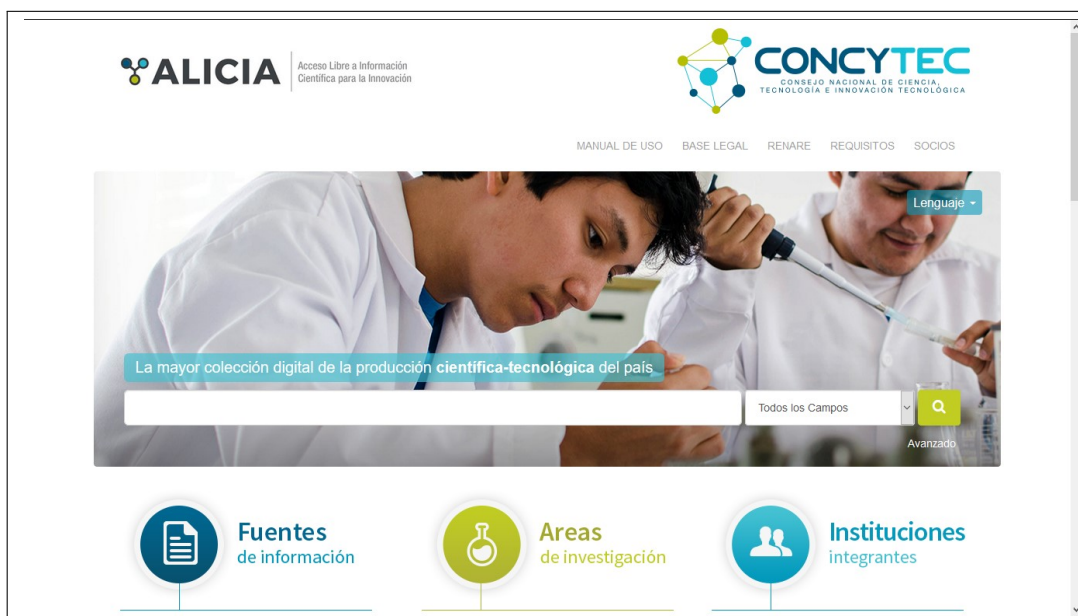 ALICIA
Acceso Libre a Información
Científica para la Innovación
CONCYTEC
CONSEJO NACIONAL DE CIENCIA,
TECNOLOGÍA E INNOVACIÓN TECNOLÓGICA
MANUAL DE USO BASE LEGAL RENARE REQUISITOS SOCIOS
Lenguaje
La mayor colección digital de la producción científica-tecnológica del país
Todos los Campos
Avanzado
Fuentes
de información
Areas
de investigación
Instituciones
integrantes